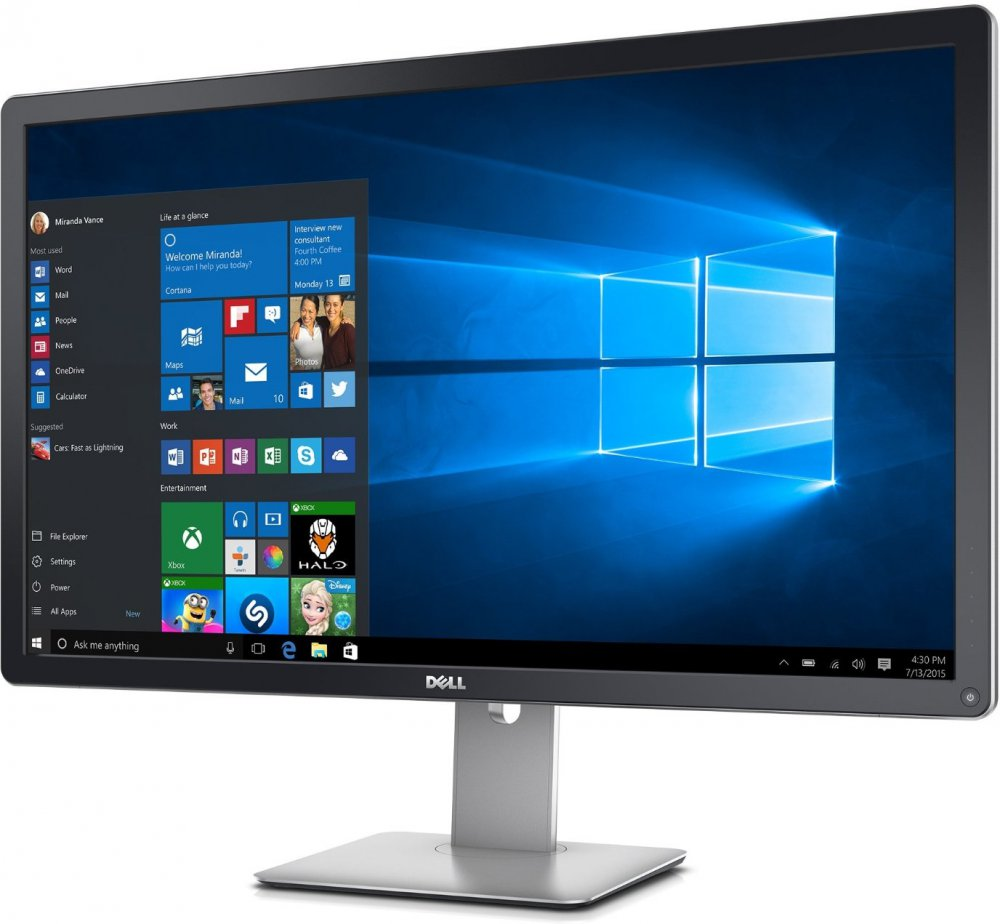 Miranda Vance
Most used
Word
Mail
People
News
OneDrive
Calculator
Suggested
Cars: Fast as Lightning
File Explorer
Settings
Power
All Apps New
Life at a glance
Welcome Miranda!
How can I help you today?
Cortana
Interview new
consultant
Fourth Coffee
4:00 PM
Monday 13
Maps
Mail 10
Photos
Work
Entertainment
Xbox
XBOX
HALO
XBOX
Disney
Ask me anything
4:30 PM
7/13/2015
DELL